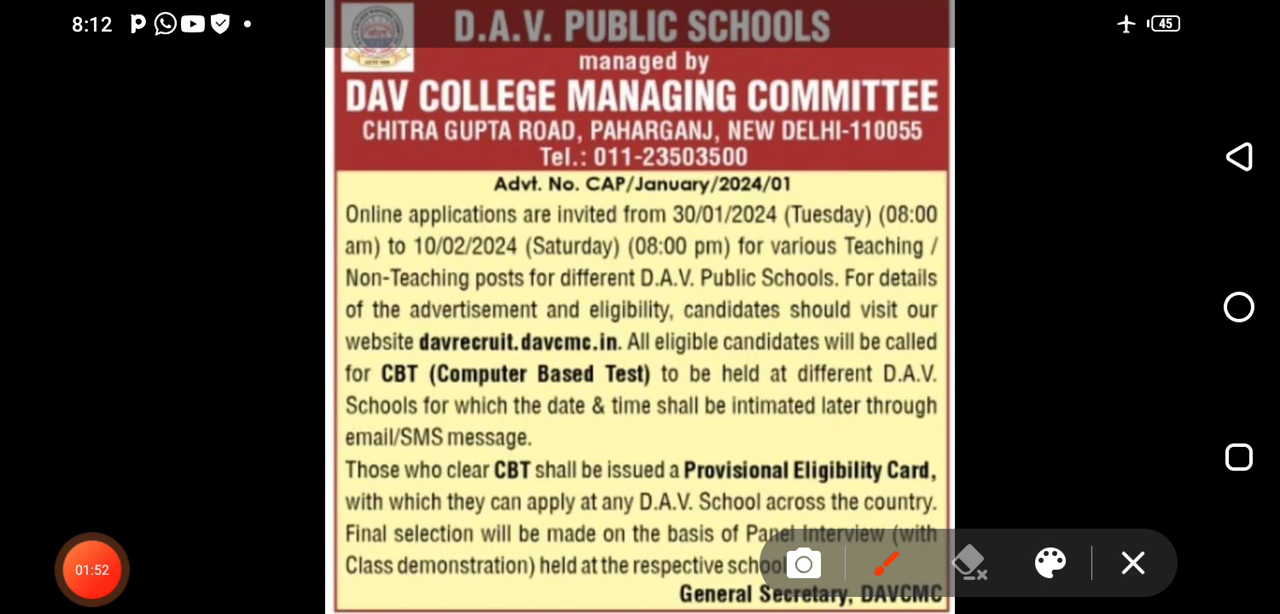 8:12
45
D.A.V. PUBLIC SCHOOLS
managed by
DAV COLLEGE MANAGING COMMITTEE
CHITRA GUPTA ROAD, PAHARGANJ, NEW DELHI-110055
Tel.: 011-23503500
Advt. No. CAP/January/2024/01
Online applications are invited from 30/01/2024 (Tuesday) (08:00
am) to 10/02/2024 (Saturday) (08:00 pm) for various Teaching /
Non-Teaching posts for different D.A.V. Public Schools. For details
of the advertisement and eligibility, candidates should visit our
website davrecruit.davcmc.in. All eligible candidates will be called
for CBT (Computer Based Test) to be held at different D.A.V.
Schools for which the date & time shall be intimated later through
email/SMS message.
Those who clear CBT shall be issued a Provisional Eligibility Card,
with which they can apply at any D.A.V. School across the country.
Final selection will be made on the basis of Panel Interview (with
Class demonstration) held at the respective school
General Secretary, DAVCMC
01:52